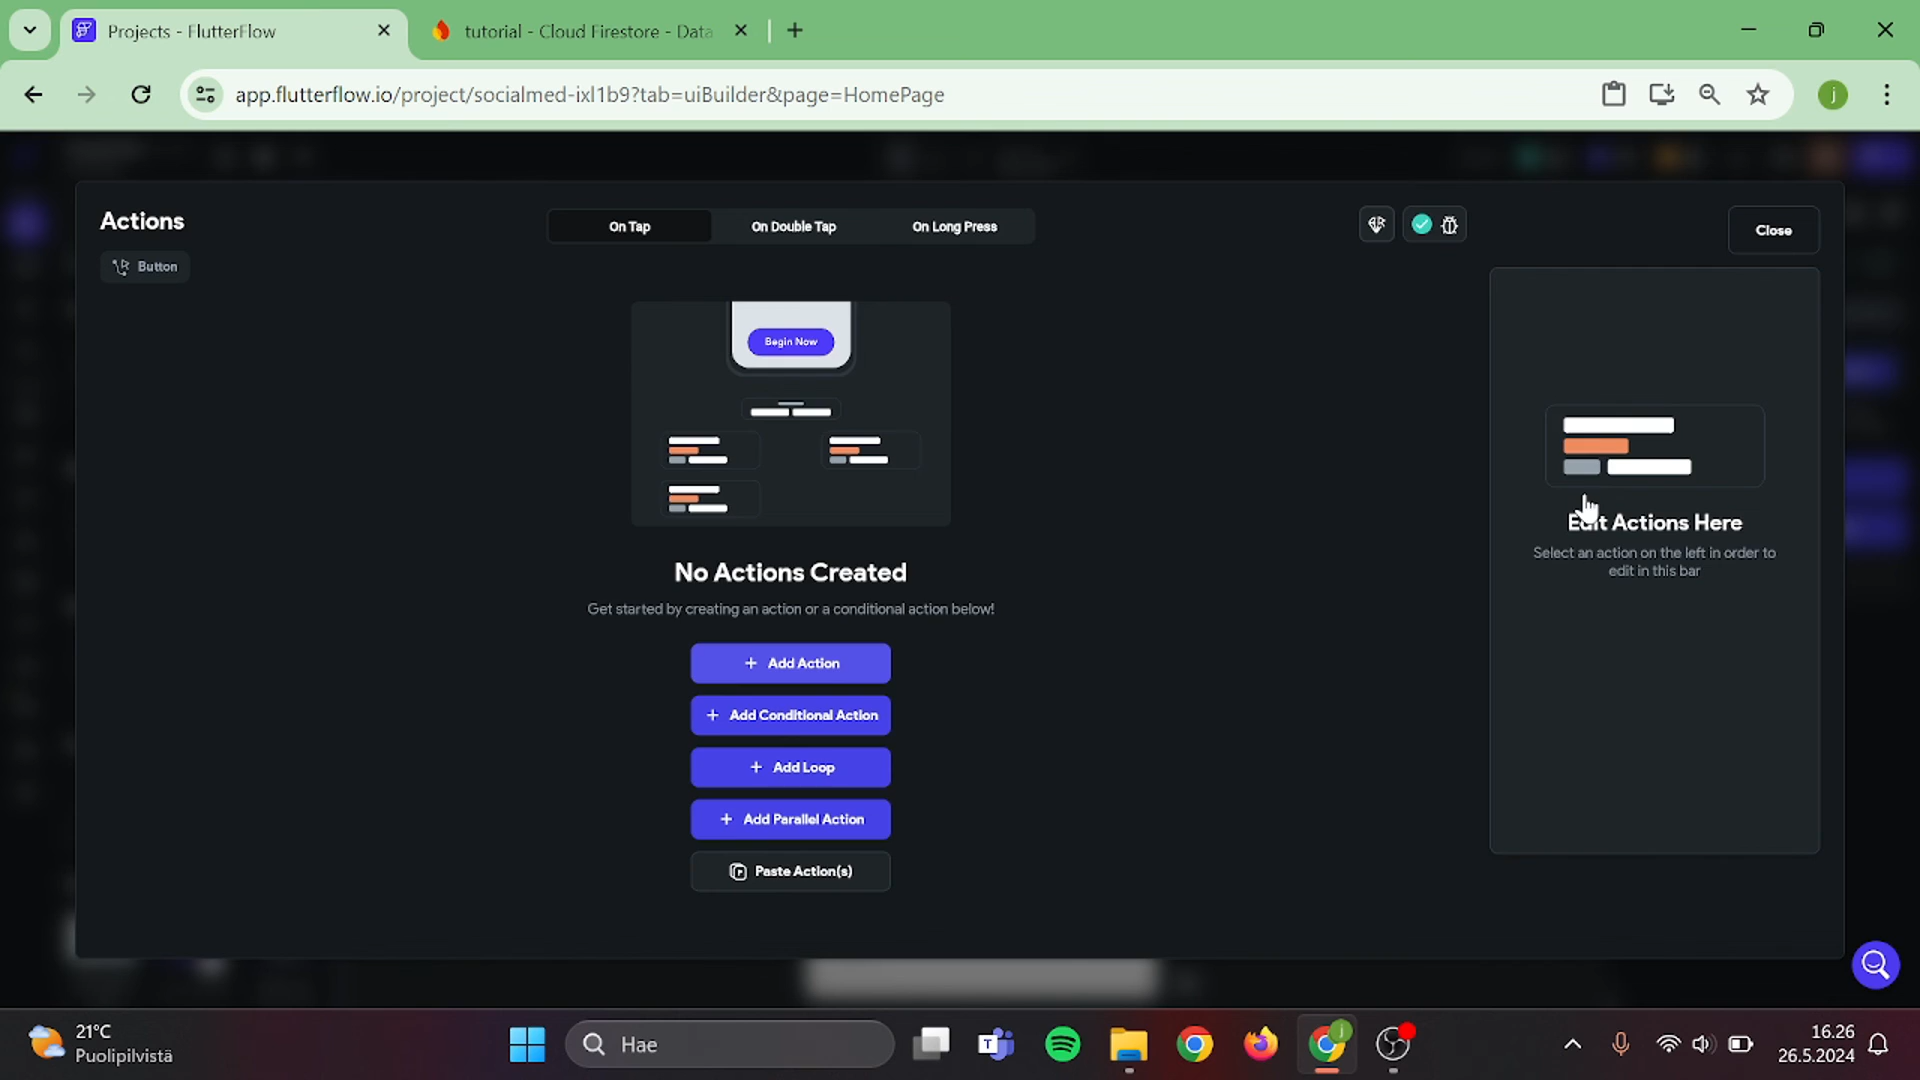 Projects - FlutterFlow
tutorial - Cloud Firestore - Data
app.flutterflow.io/project/socialmed-ixl1b9?tab=uiBuilder&page=HomePage
j
Actions
Button
On Tap
On Double Tap
On Long Press
Close
Begin Now
No Actions Created
Get started by creating an action or a conditional action below!
+ Add Action
+ Add Conditional Action
+ Add Loop
+ Add Parallel Action
Paste Action(s)
Edit Actions Here
Select an action on the left in order to
edit in this bar
21°C
Puolipilvistä
Hae
16.26
26.5.2024